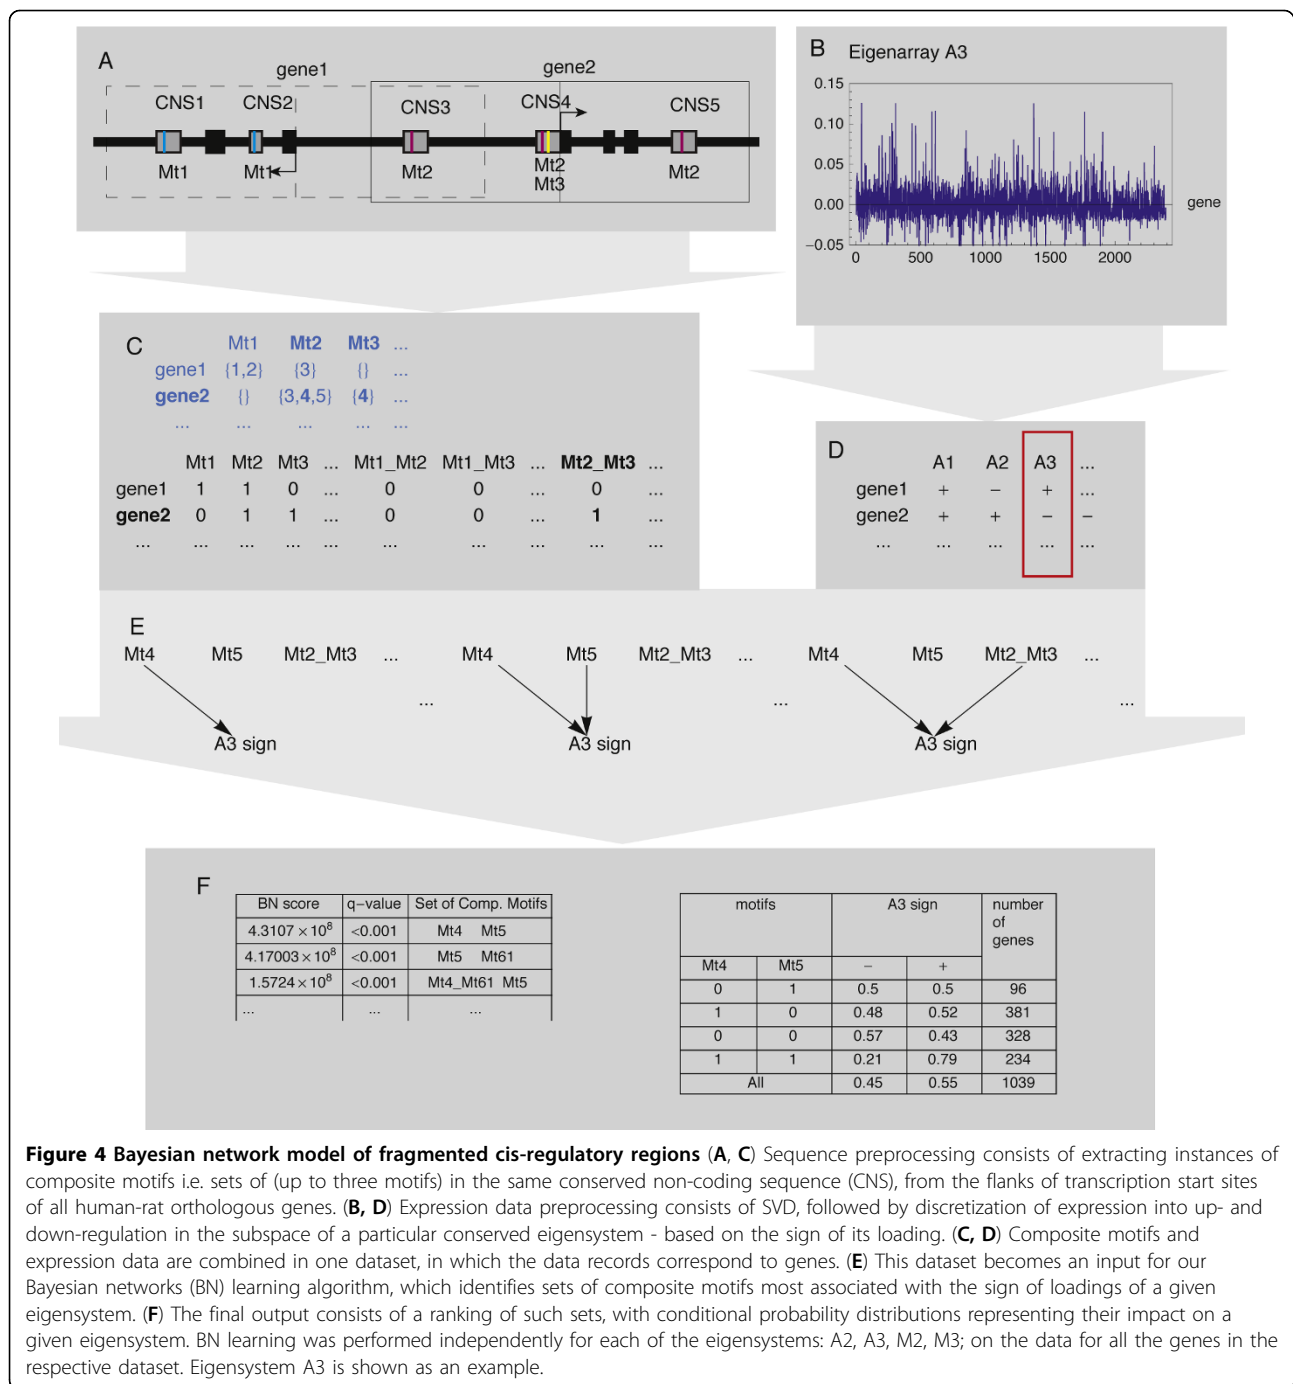 A
gene1
gene2
CNS1 CNS2 CNS3 CNS4 CNS5
Mt1 Mt1 Mt2 Mt2 Mt2
Mt3
B Eigenarray A3
0.15
0.10
0.05
0.00
−0.05
gene
0 500 1000 1500 2000
C
Mt1 Mt2 Mt3 ...
gene1 {1,2} {3} {} ...
gene2 {} {3,4,5} {4} ...
... ... ... ... ...
Mt1 Mt2 Mt3 ... Mt1_Mt2 Mt1_Mt3 ... Mt2_Mt3 ...
gene1 1 1 0 ... 0 0 ... 0 ...
gene2 0 1 1 ... 0 0 ... 1 ...
... ... ... ... ... ... ... ... ... ...
D
A1 A2 A3 ...
gene1 + − + ...
gene2 + + − −
... ... ... ... ...
E
Mt4 Mt5 Mt2_Mt3 ... Mt4 Mt5 Mt2_Mt3 ... Mt4 Mt5 Mt2_Mt3 ...
... ... ...
A3 sign A3 sign A3 sign
F
BN score q−value Set of Comp. Motifs
4.3107 × 10⁸ <0.001 Mt4 Mt5
4.17003 × 10⁸ <0.001 Mt5 Mt61
1.5724 × 10⁸ <0.001 Mt4_Mt61 Mt5
... ... ...
motifs A3 sign number
of
genes
Mt4 Mt5 − +
0 1 0.5 0.5 96
1 0 0.48 0.52 381
0 0 0.57 0.43 328
1 1 0.21 0.79 234
All 0.45 0.55 1039
Figure 4 Bayesian network model of fragmented cis-regulatory regions (A, C) Sequence preprocessing consists of extracting instances of
composite motifs i.e. sets of (up to three motifs) in the same conserved non-coding sequence (CNS), from the flanks of transcription start sites
of all human-rat orthologous genes. (B, D) Expression data preprocessing consists of SVD, followed by discretization of expression into up- and
down-regulation in the subspace of a particular conserved eigensystem - based on the sign of its loading. (C, D) Composite motifs and
expression data are combined in one dataset, in which the data records correspond to genes. (E) This dataset becomes an input for our
Bayesian networks (BN) learning algorithm, which identifies sets of composite motifs most associated with the sign of loadings of a given
eigensystem. (F) The final output consists of a ranking of such sets, with conditional probability distributions representing their impact on a
given eigensystem. BN learning was performed independently for each of the eigensystems: A2, A3, M2, M3; on the data for all the genes in the
respective dataset. Eigensystem A3 is shown as an example.